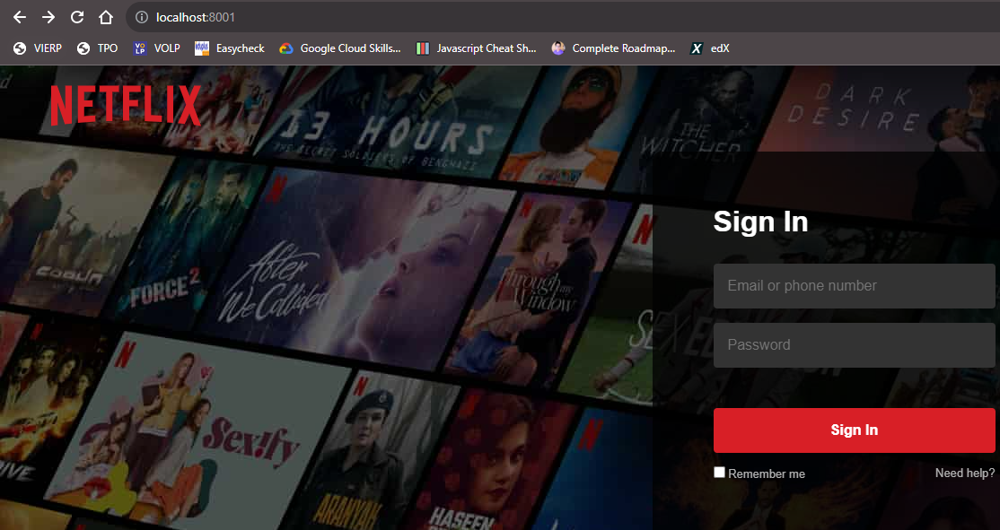 localhost:8001
VIERP TPO VOLP Easycheck Google Cloud Skills... Javascript Cheat Sh... Complete Roadmap... edX
NETFLIX
13 HOURS
THE SECRET SOLDIERS OF BENGHAZI
THE
WITCHER
DARK
DESIRE
Sign In
FORCE 2
After
We Collided
through my
Window
Email or phone number
Password
Sex!fy
Sign In
Remember me
Need help?
ARANYAM
HASEEN